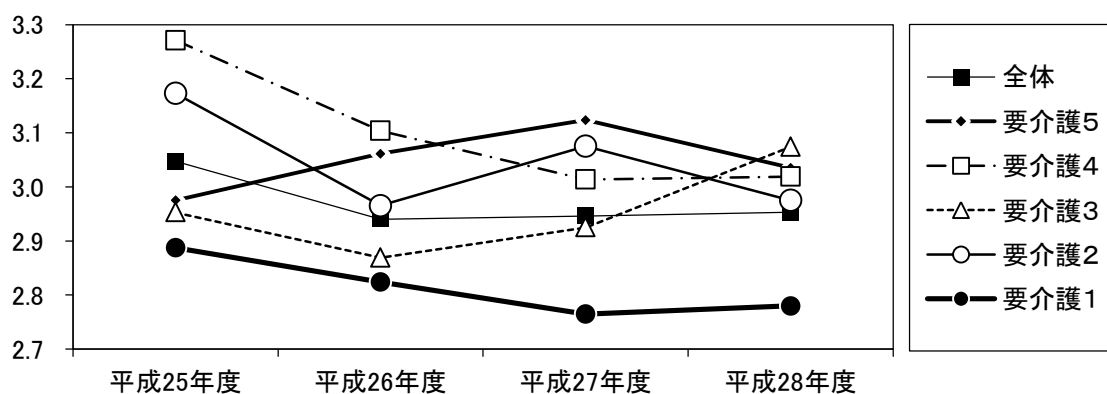 3.3
3.2
3.1
3.0
2.9
2.8
2.7
平成25年度
平成26年度
平成27年度
平成28年度
全体
要介護5
要介護4
要介護3
要介護2
要介護1